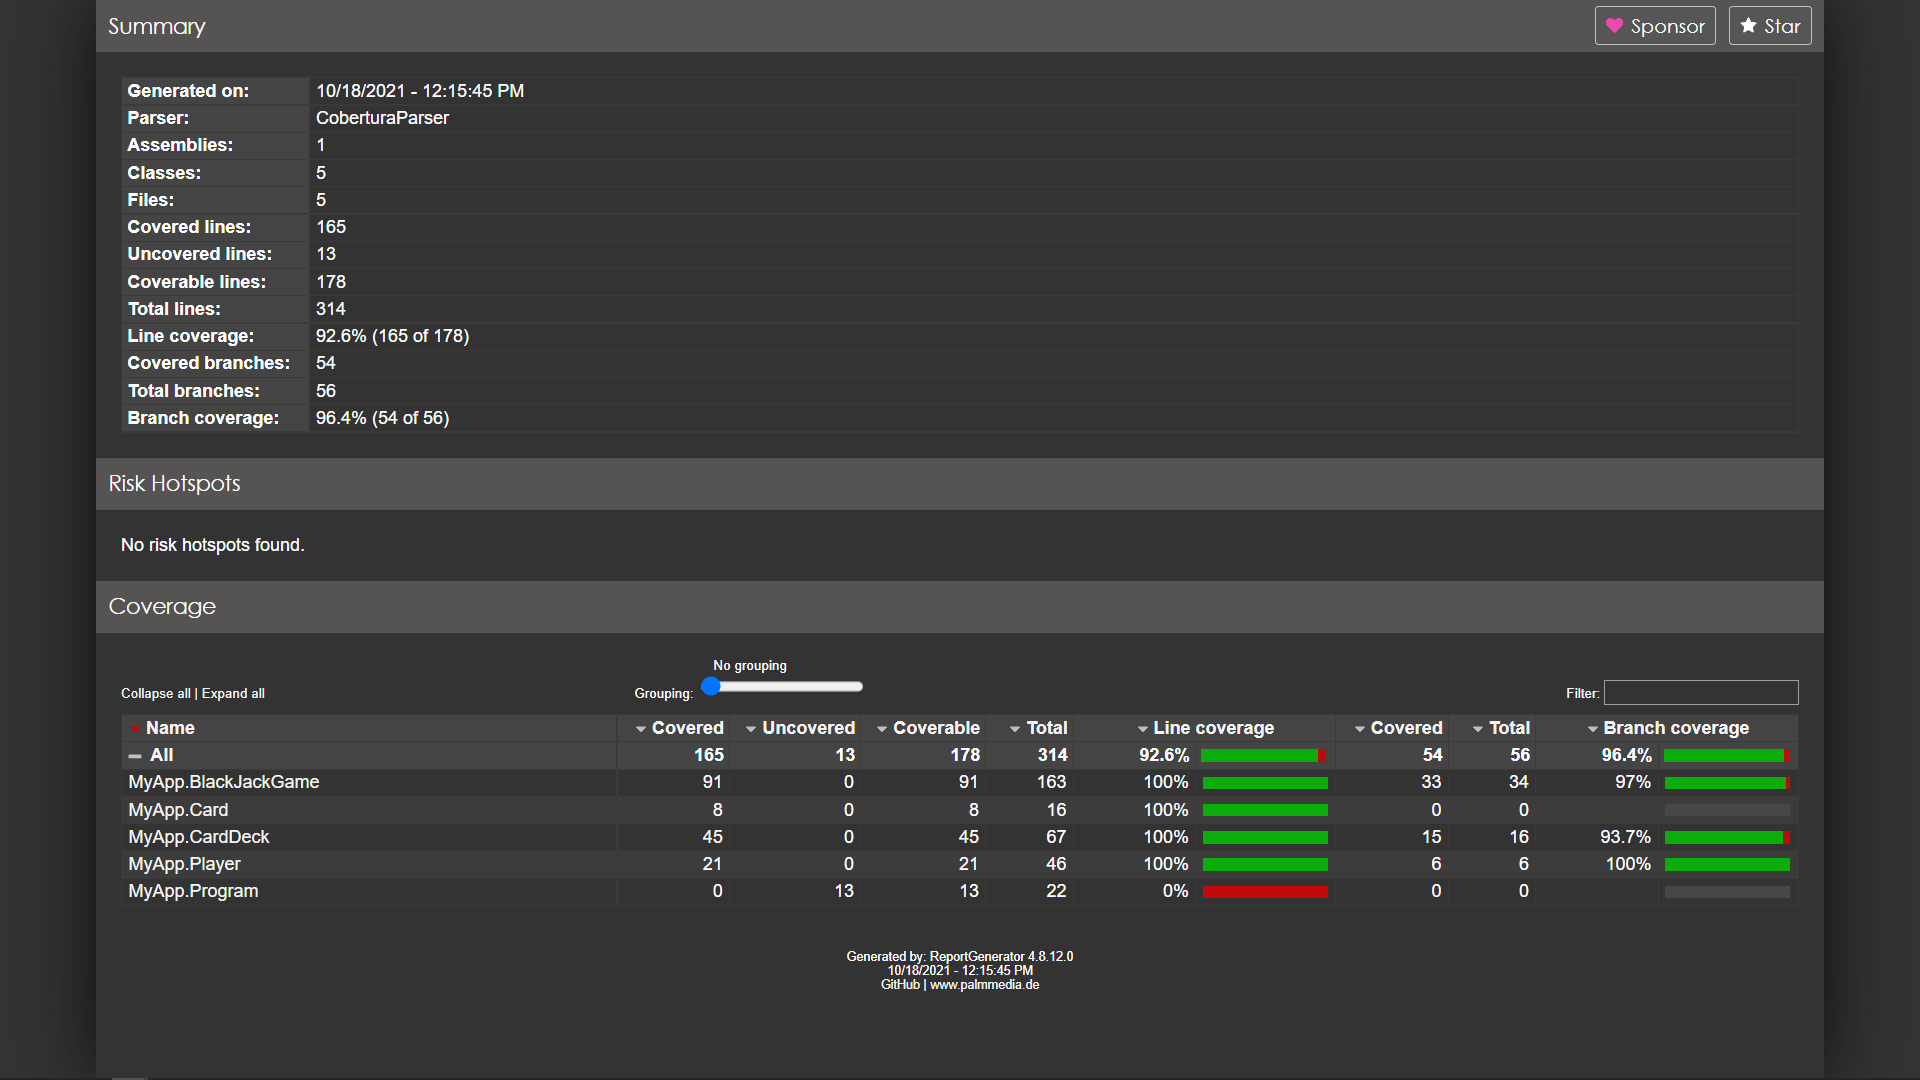 Summary
Sponsor
Star
Generated on: 10/18/2021 - 12:15:45 PM
Parser: CoberturaParser
Assemblies: 1
Classes: 5
Files: 5
Covered lines: 165
Uncovered lines: 13
Coverable lines: 178
Total lines: 314
Line coverage: 92.6% (165 of 178)
Covered branches: 54
Total branches: 56
Branch coverage: 96.4% (54 of 56)
Risk Hotspots
No risk hotspots found.
Coverage
No grouping
Collapse all | Expand all Grouping: Filter:
Name Covered Uncovered Coverable Total Line coverage Covered Total Branch coverage
All 165 13 178 314 92.6% 54 56 96.4%
MyApp.BlackJackGame 91 0 91 163 100% 33 34 97%
MyApp.Card 8 0 8 16 100% 0 0
MyApp.CardDeck 45 0 45 67 100% 15 16 93.7%
MyApp.Player 21 0 21 46 100% 6 6 100%
MyApp.Program 0 13 13 22 0% 0 0
Generated by: ReportGenerator 4.8.12.0
10/18/2021 - 12:15:45 PM
GitHub | www.palmmedia.de